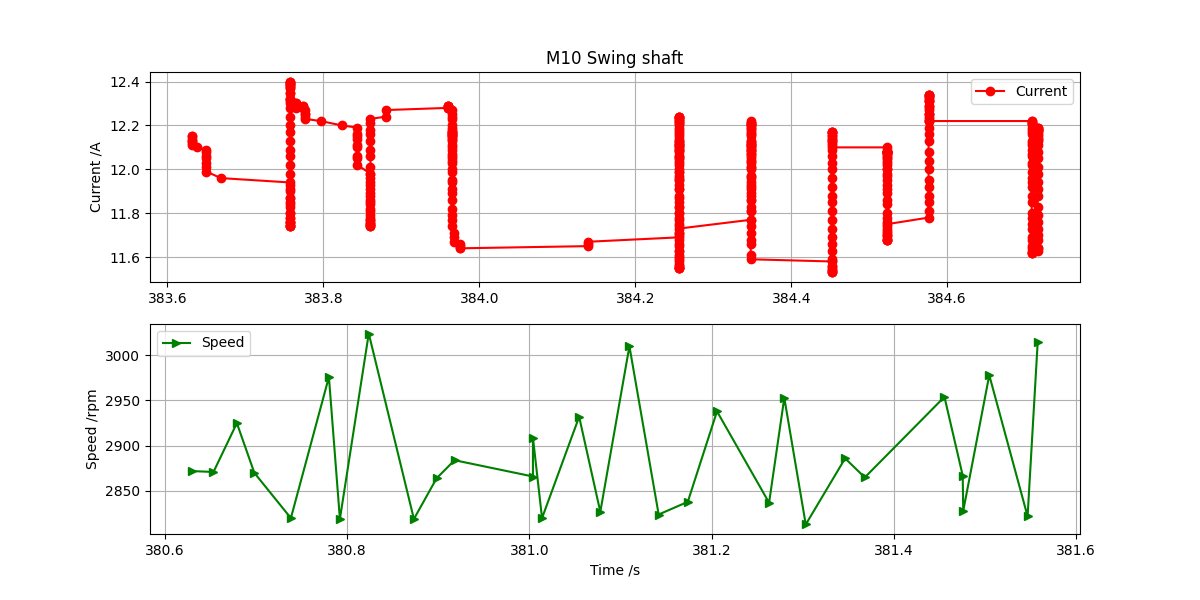 M10 Swing shaft
Current /A
12.4
12.2
12.0
11.8
11.6
Current
383.6 383.8 384.0 384.2 384.4 384.6
Speed /rpm
3000
2950
2900
2850
Speed
380.6 380.8 381.0 381.2 381.4 381.6
Time /s